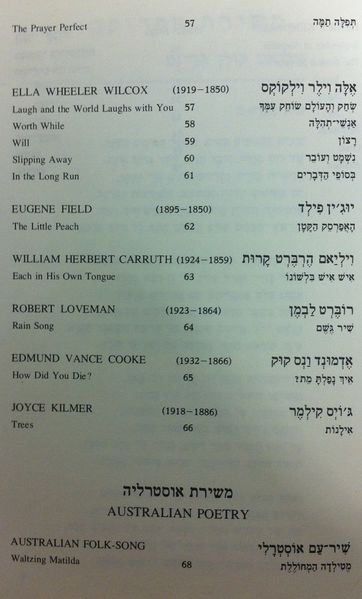 The Prayer Perfect 57 תְּפִלָּה תַמָּה
ELLA WHEELER WILCOX (1919–1850) אֶלָּה וִילֶר וִילְקוֹקְס
Laugh and the World Laughs with You 57 שְׂחַק וְהָעוֹלָם שׂוֹחֵק עִמְּךָ
Worth While 58 אַנְשֵׁי־תְהִלָּה
Will 59 רָצוֹן
Slipping Away 60 נִשְׁמָט וְעוֹבֵר
In the Long Run 61 בְּסוֹפֵי הַדְּבָרִים
EUGENE FIELD (1895–1850) יוּגִ'ין פִילְד
The Little Peach 62 הָאֲפַרְסֵק הַקָּטָן
WILLIAM HERBERT CARRUTH (1924–1859) וִילְיַאם הֶרְבֶּרְט קָרוּת
Each in His Own Tongue 63 אִישׁ אִישׁ בִּלְשׁוֹנוֹ
ROBERT LOVEMAN (1923–1864) רוֹבֶּרְט לַבְמֶן
Rain Song 64 שִׁיר גֶּשֶׁם
EDMUND VANCE COOKE (1932–1866) אֶדְמוּנְד וַנְס קוּק
How Did You Die? 65 אֵיךְ נָפַלְתָּ מֵת?
JOYCE KILMER (1918–1886) גּ'וֹיְס קִילְמֶר
Trees 66 אִילָנוֹת
משירת אוסטרליה
AUSTRALIAN POETRY
AUSTRALIAN FOLK-SONG שִׁיר־עַם אוֹסְטְרָלִי
Waltzing Matilda 68 מַטִילְדָה הַמְּחוֹלֶלֶת